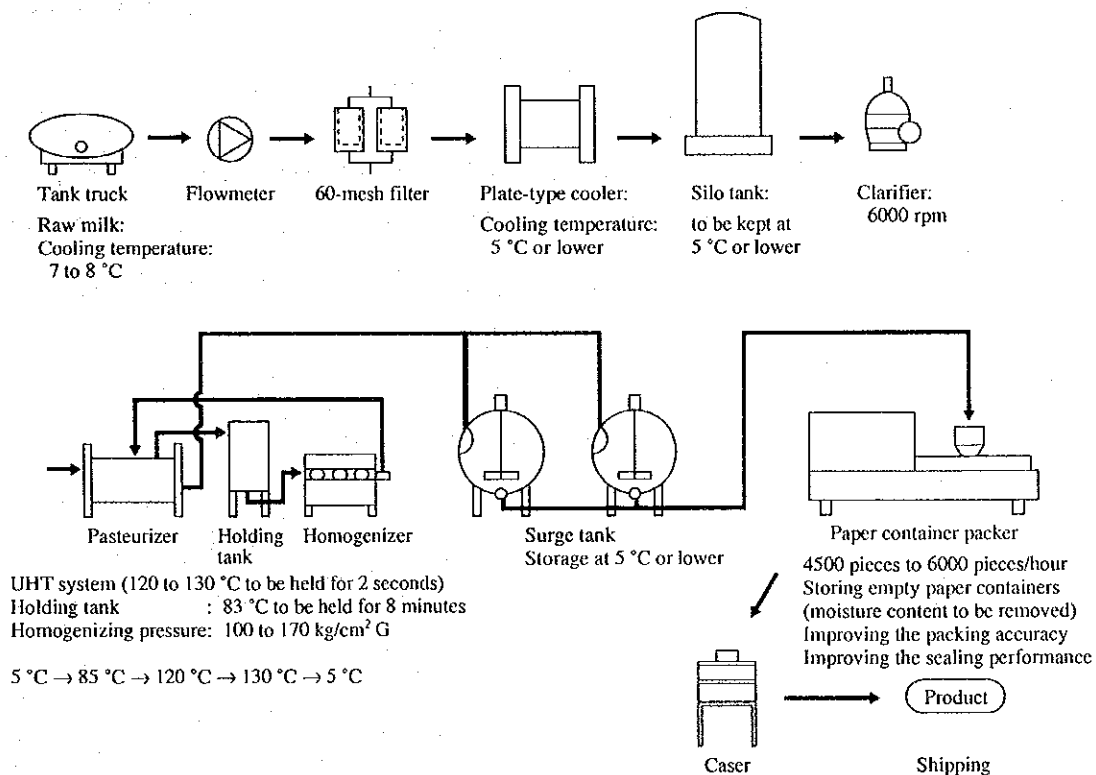 Tank truck
Raw milk:
Cooling temperature:
7 to 8 °C
Flowmeter
60-mesh filter
Plate-type cooler:
Cooling temperature:
5 °C or lower
Silo tank:
to be kept at
5 °C or lower
Clarifier:
6000 rpm
Pasteurizer
Holding
tank
Homogenizer
UHT system (120 to 130 °C to be held for 2 seconds)
Holding tank : 83 °C to be held for 8 minutes
Homogenizing pressure: 100 to 170 kg/cm² G
5 °C → 85 °C → 120 °C → 130 °C → 5 °C
Surge tank
Storage at 5 °C or lower
Paper container packer
4500 pieces to 6000 pieces/hour
Storing empty paper containers
(moisture content to be removed)
Improving the packing accuracy
Improving the sealing performance
Caser
Product
Shipping